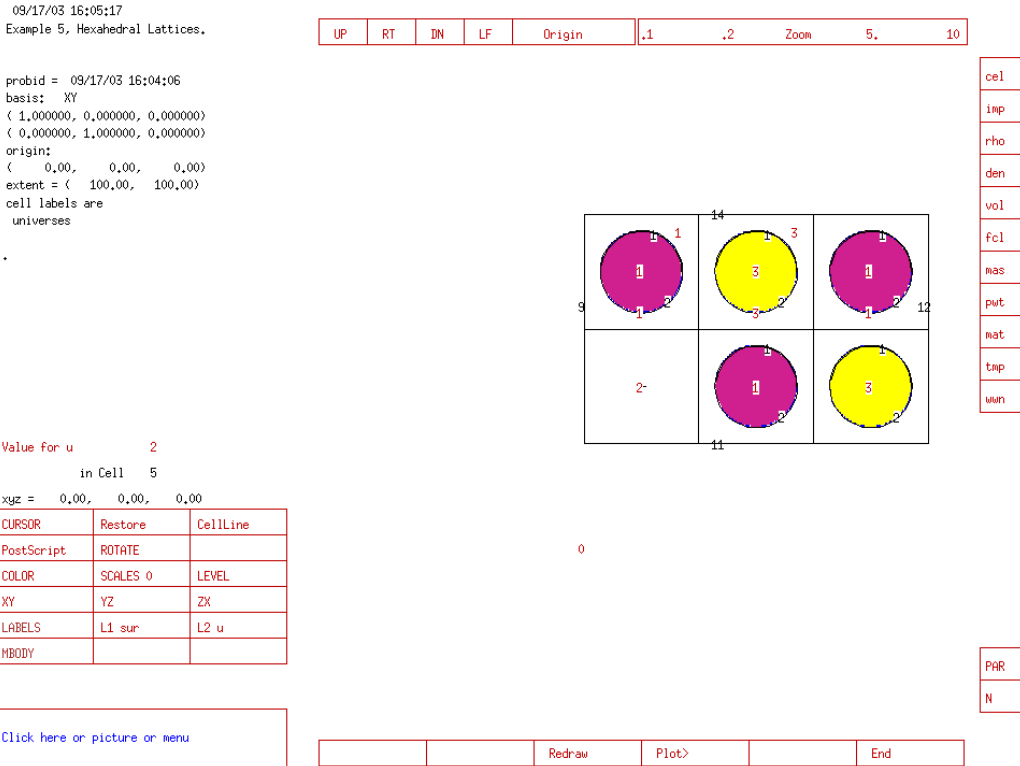 09/17/03 16:05:17
Example 5, Hexahedral Lattices.
UP RT DN LF Origin .1 .2 Zoom 5. 10
probid = 09/17/03 16:04:06
basis: XY
( 1.000000, 0.000000, 0.000000)
( 0.000000, 1.000000, 0.000000)
origin:
( 0.00, 0.00, 0.00)
extent = ( 100.00, 100.00)
cell labels are
universes
.
cel
imp
rho
den
vol
fcl
mas
pwt
mat
tmp
wwn
14
1 1 1 3 1
1 3 1
9 2 2 2 12
1 3 1
1 1
2- 1 3
2 2
11
0
Value for u 2
in Cell 5
xyz = 0.00, 0.00, 0.00
CURSOR Restore CellLine
PostScript ROTATE
COLOR SCALES 0 LEVEL
XY YZ ZX
LABELS L1 sur L2 u
MBODY
PAR
N
Click here or picture or menu
Redraw Plot> End